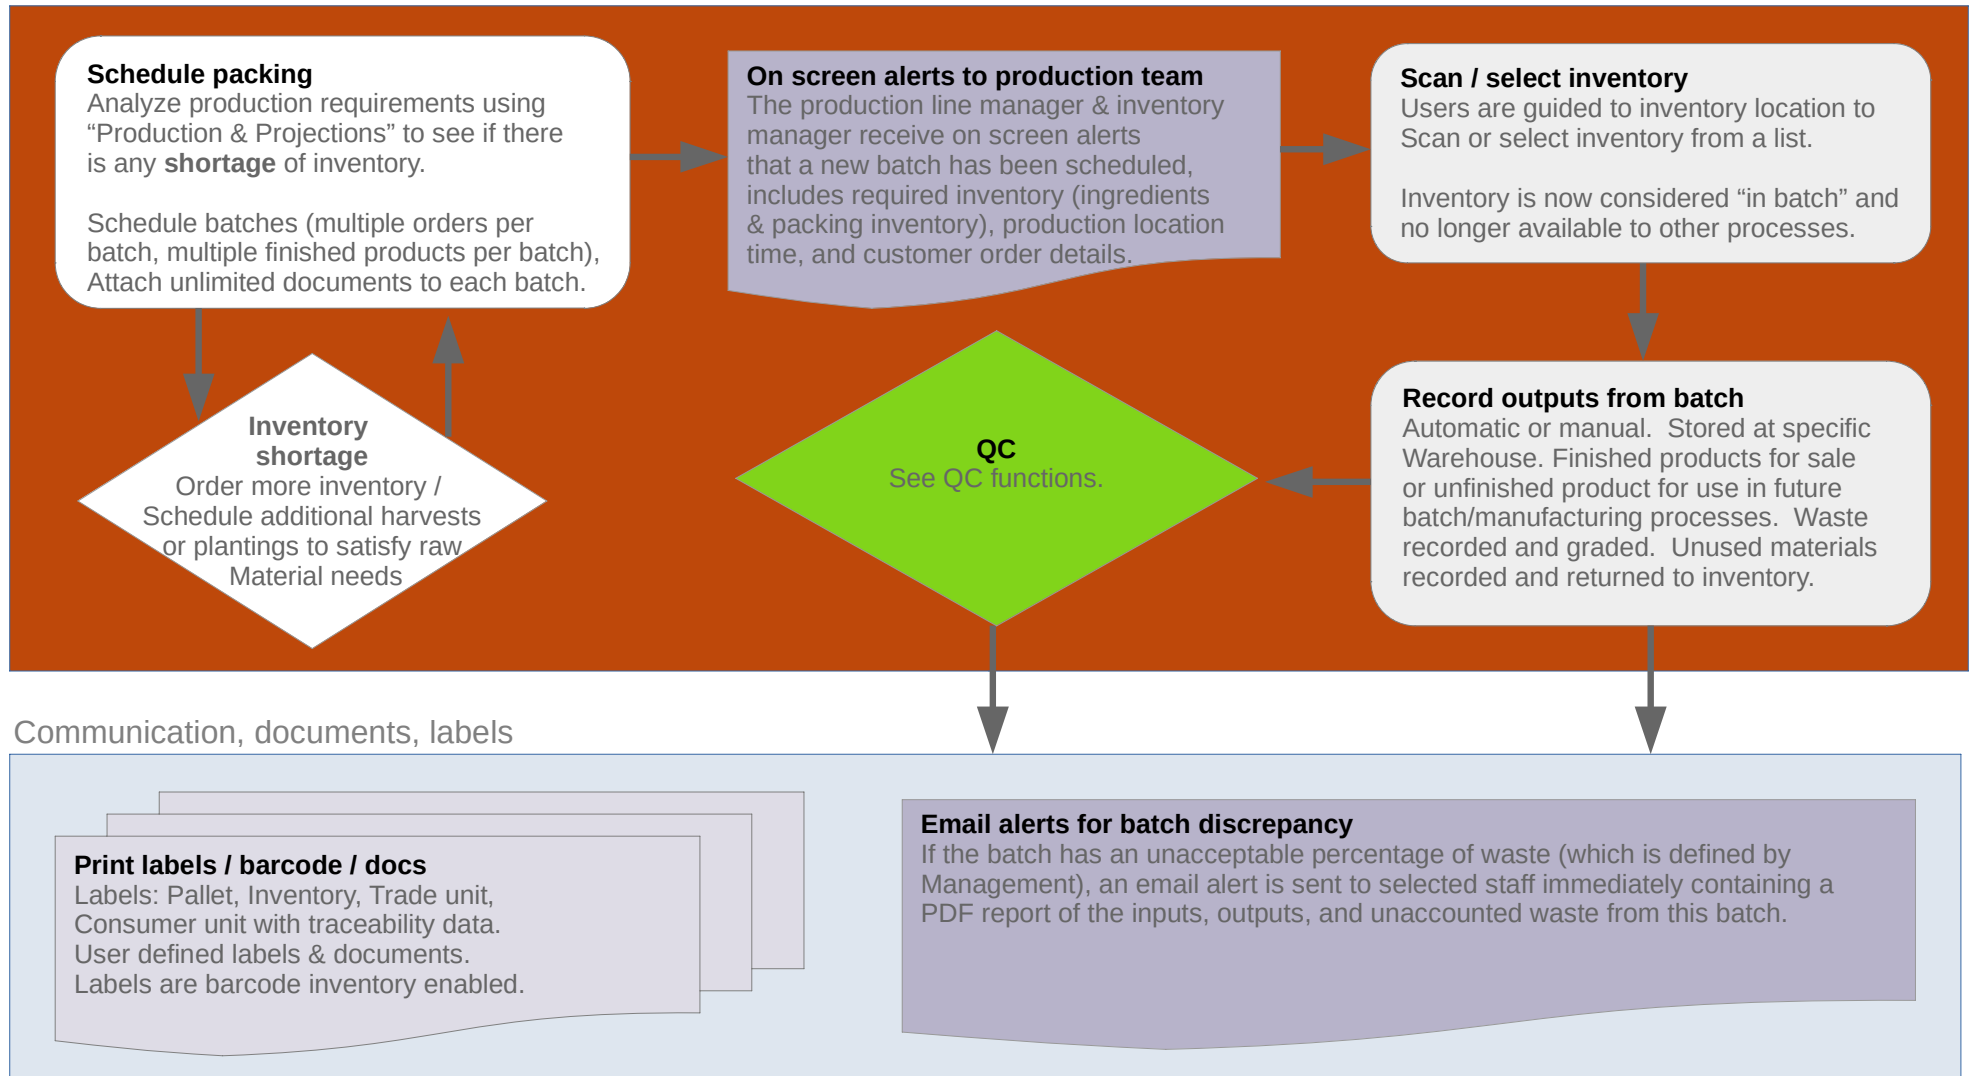 Schedule packing
Analyze production requirements using
“Production & Projections” to see if there
is any shortage of inventory.
Schedule batches (multiple orders per
batch, multiple finished products per batch),
Attach unlimited documents to each batch.
On screen alerts to production team
The production line manager & inventory
manager receive on screen alerts
that a new batch has been scheduled,
includes required inventory (ingredients
& packing inventory), production location
time, and customer order details.
Scan / select inventory
Users are guided to inventory location to
Scan or select inventory from a list.
Inventory is now considered “in batch” and
no longer available to other processes.
Inventory
shortage
Order more inventory /
Schedule additional harvests
or plantings to satisfy raw
Material needs
QC
See QC functions.
Record outputs from batch
Automatic or manual.  Stored at specific
Warehouse. Finished products for sale
or unfinished product for use in future
batch/manufacturing processes.  Waste
recorded and graded.  Unused materials
recorded and returned to inventory.
Communication, documents, labels
Print labels / barcode / docs
Labels: Pallet, Inventory, Trade unit,
Consumer unit with traceability data.
User defined labels & documents.
Labels are barcode inventory enabled.
Email alerts for batch discrepancy
If the batch has an unacceptable percentage of waste (which is defined by
Management), an email alert is sent to selected staff immediately containing a
PDF report of the inputs, outputs, and unaccounted waste from this batch.